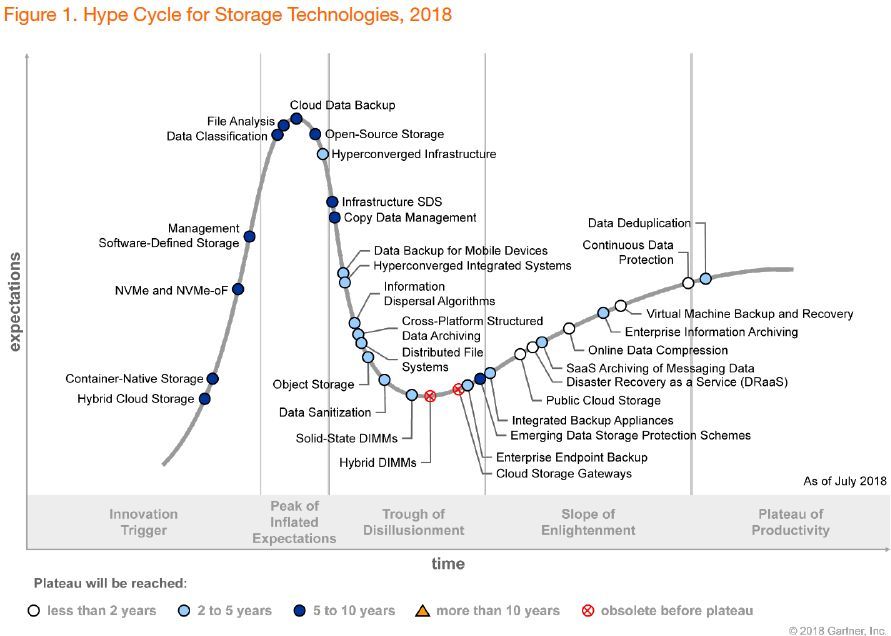 Figure 1. Hype Cycle for Storage Technologies, 2018
expectations
Cloud Data Backup
File Analysis
Data Classification
Open-Source Storage
Hyperconverged Infrastructure
Infrastructure SDS
Copy Data Management
Management
Software-Defined Storage
NVMe and NVMe-oF
Container-Native Storage
Hybrid Cloud Storage
Data Backup for Mobile Devices
Hyperconverged Integrated Systems
Information
Dispersal Algorithms
Cross-Platform Structured
Data Archiving
Distributed File
Systems
Object Storage
Data Sanitization
Solid-State DIMMs
Hybrid DIMMs
Data Deduplication
Continuous Data
Protection
Virtual Machine Backup and Recovery
Enterprise Information Archiving
Online Data Compression
SaaS Archiving of Messaging Data
Disaster Recovery as a Service (DRaaS)
Public Cloud Storage
Integrated Backup Appliances
Emerging Data Storage Protection Schemes
Enterprise Endpoint Backup
Cloud Storage Gateways
As of July 2018
Innovation
Trigger
Peak of
Inflated
Expectations
Trough of
Disillusionment
Slope of
Enlightenment
Plateau of
Productivity
time
Plateau will be reached:
less than 2 years
2 to 5 years
5 to 10 years
more than 10 years
obsolete before plateau
© 2018 Gartner, Inc.